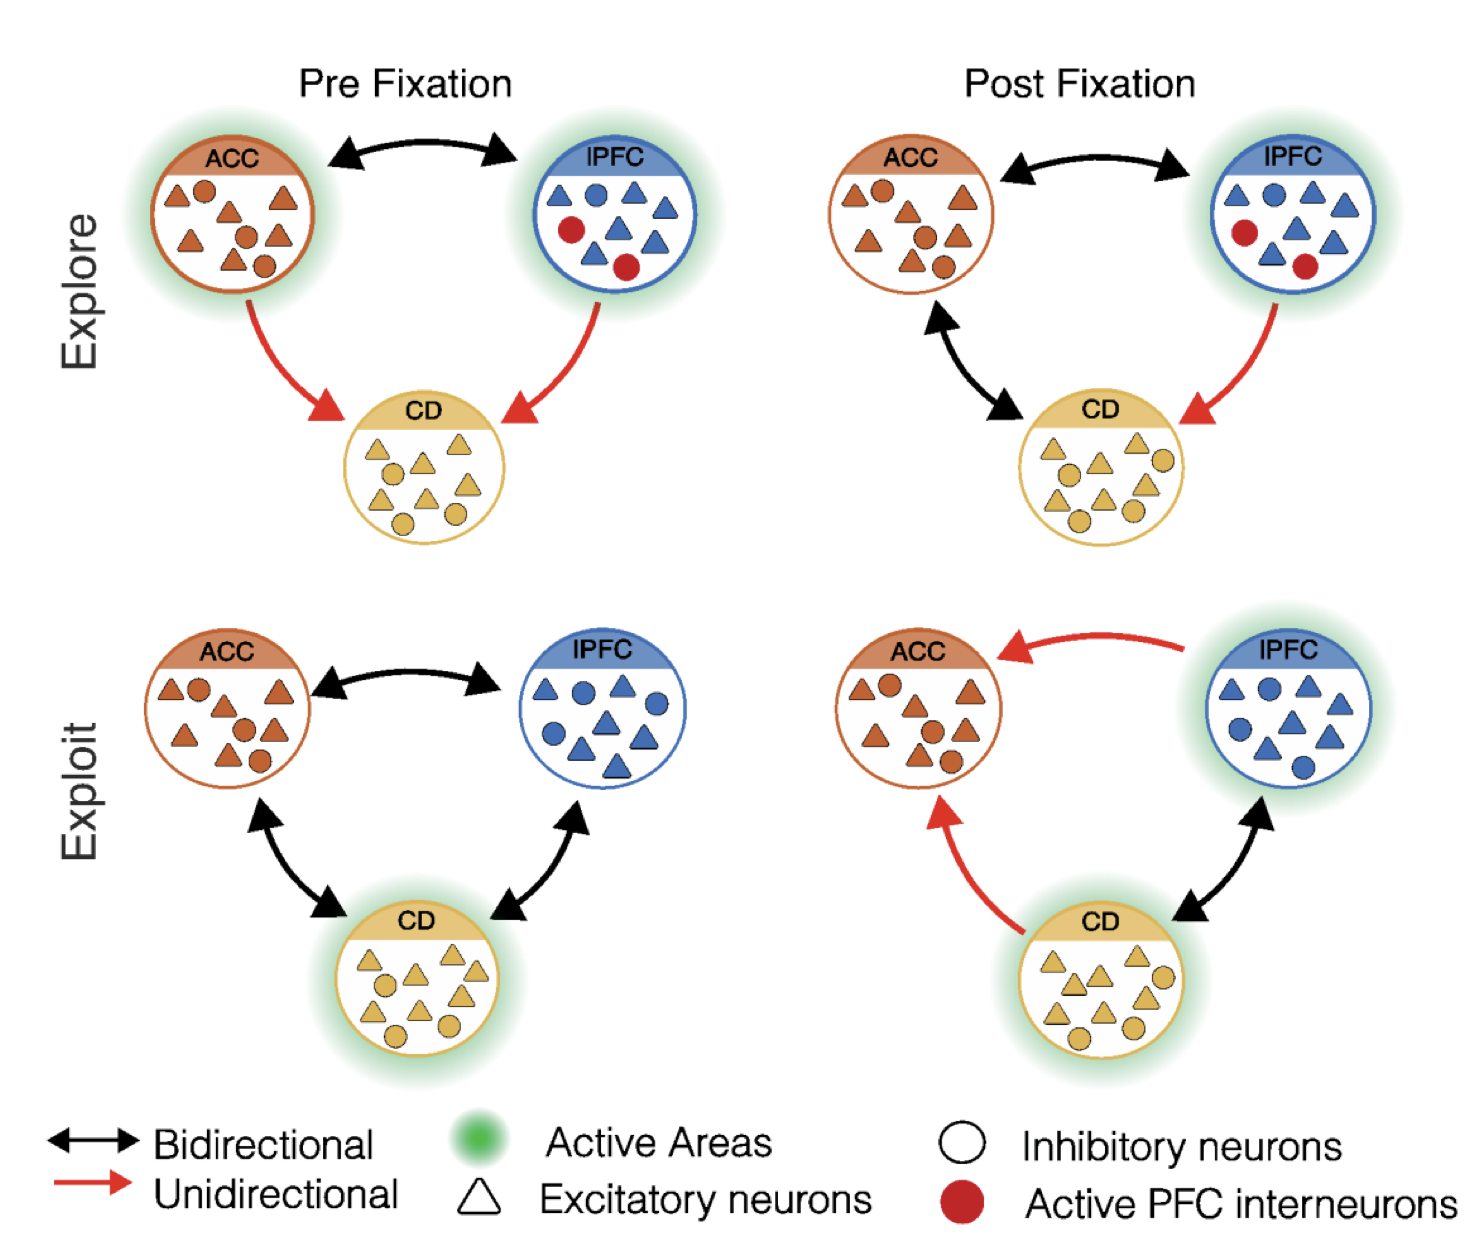 Pre Fixation
Post Fixation
Explore
ACC
lPFC
ACC
lPFC
CD
CD
Exploit
ACC
lPFC
ACC
lPFC
CD
CD
Bidirectional
Active Areas
Inhibitory neurons
Unidirectional
Excitatory neurons
Active PFC interneurons